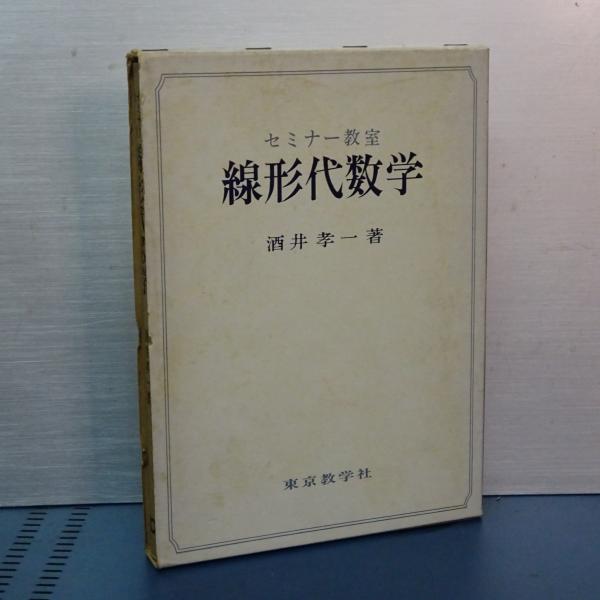 セミナー教室
線形代数学
酒井孝一著
東京教学社